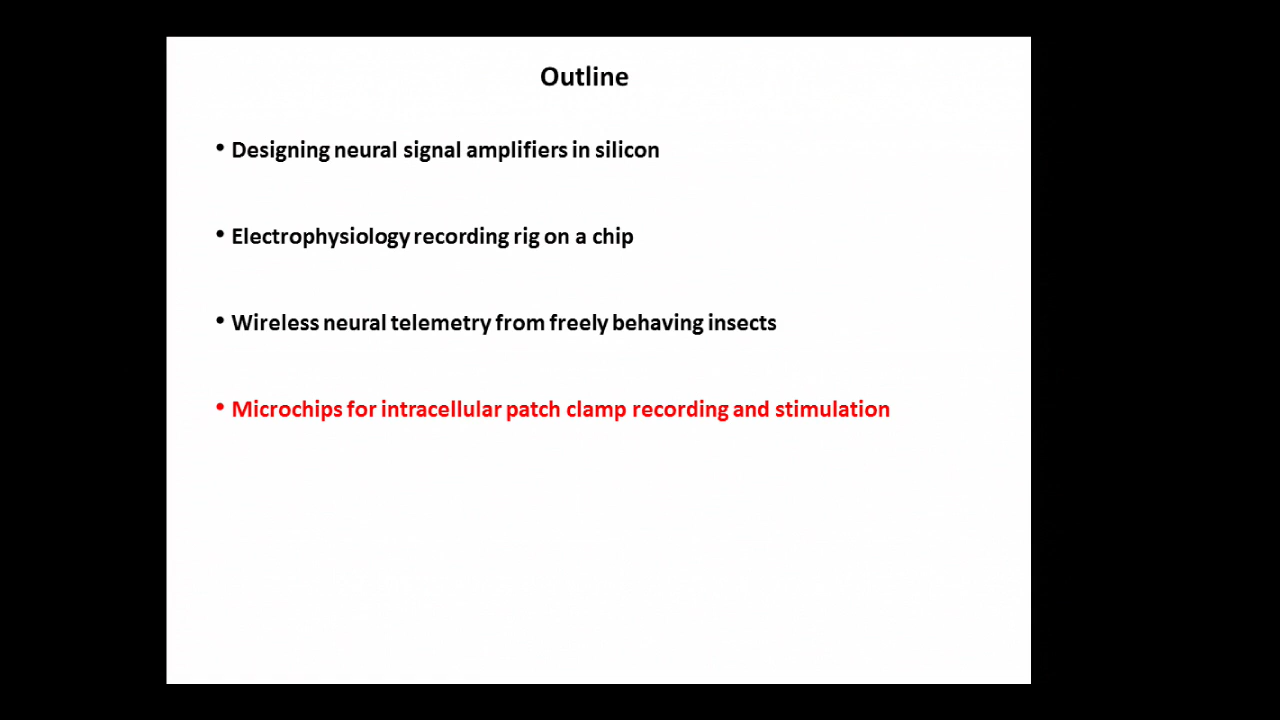 Outline
• Designing neural signal amplifiers in silicon
• Electrophysiology recording rig on a chip
• Wireless neural telemetry from freely behaving insects
• Microchips for intracellular patch clamp recording and stimulation